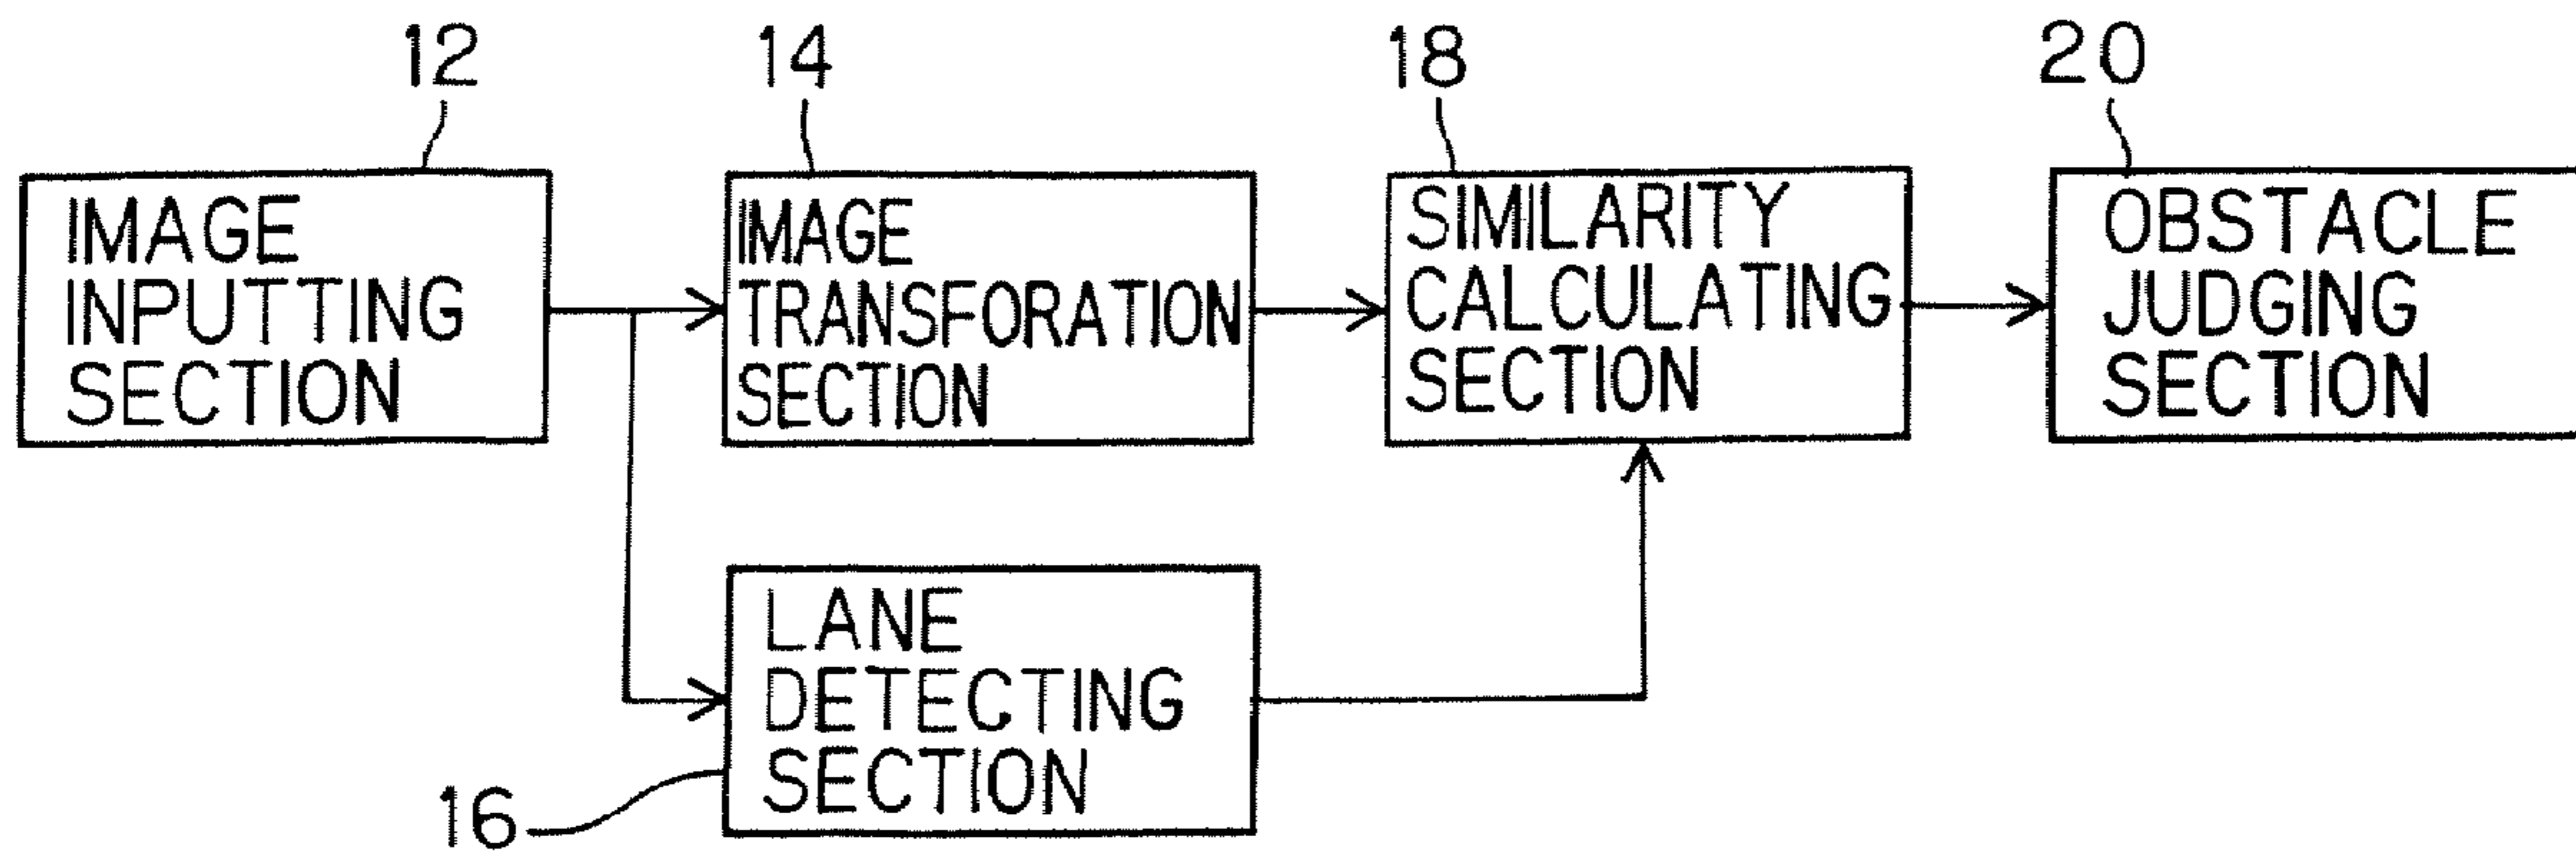 12
IMAGE
INPUTTING
SECTION
14
IMAGE
TRANSFORATION
SECTION
18
SIMILARITY
CALCULATING
SECTION
20
OBSTACLE
JUDGING
SECTION
LANE
DETECTING
SECTION
16